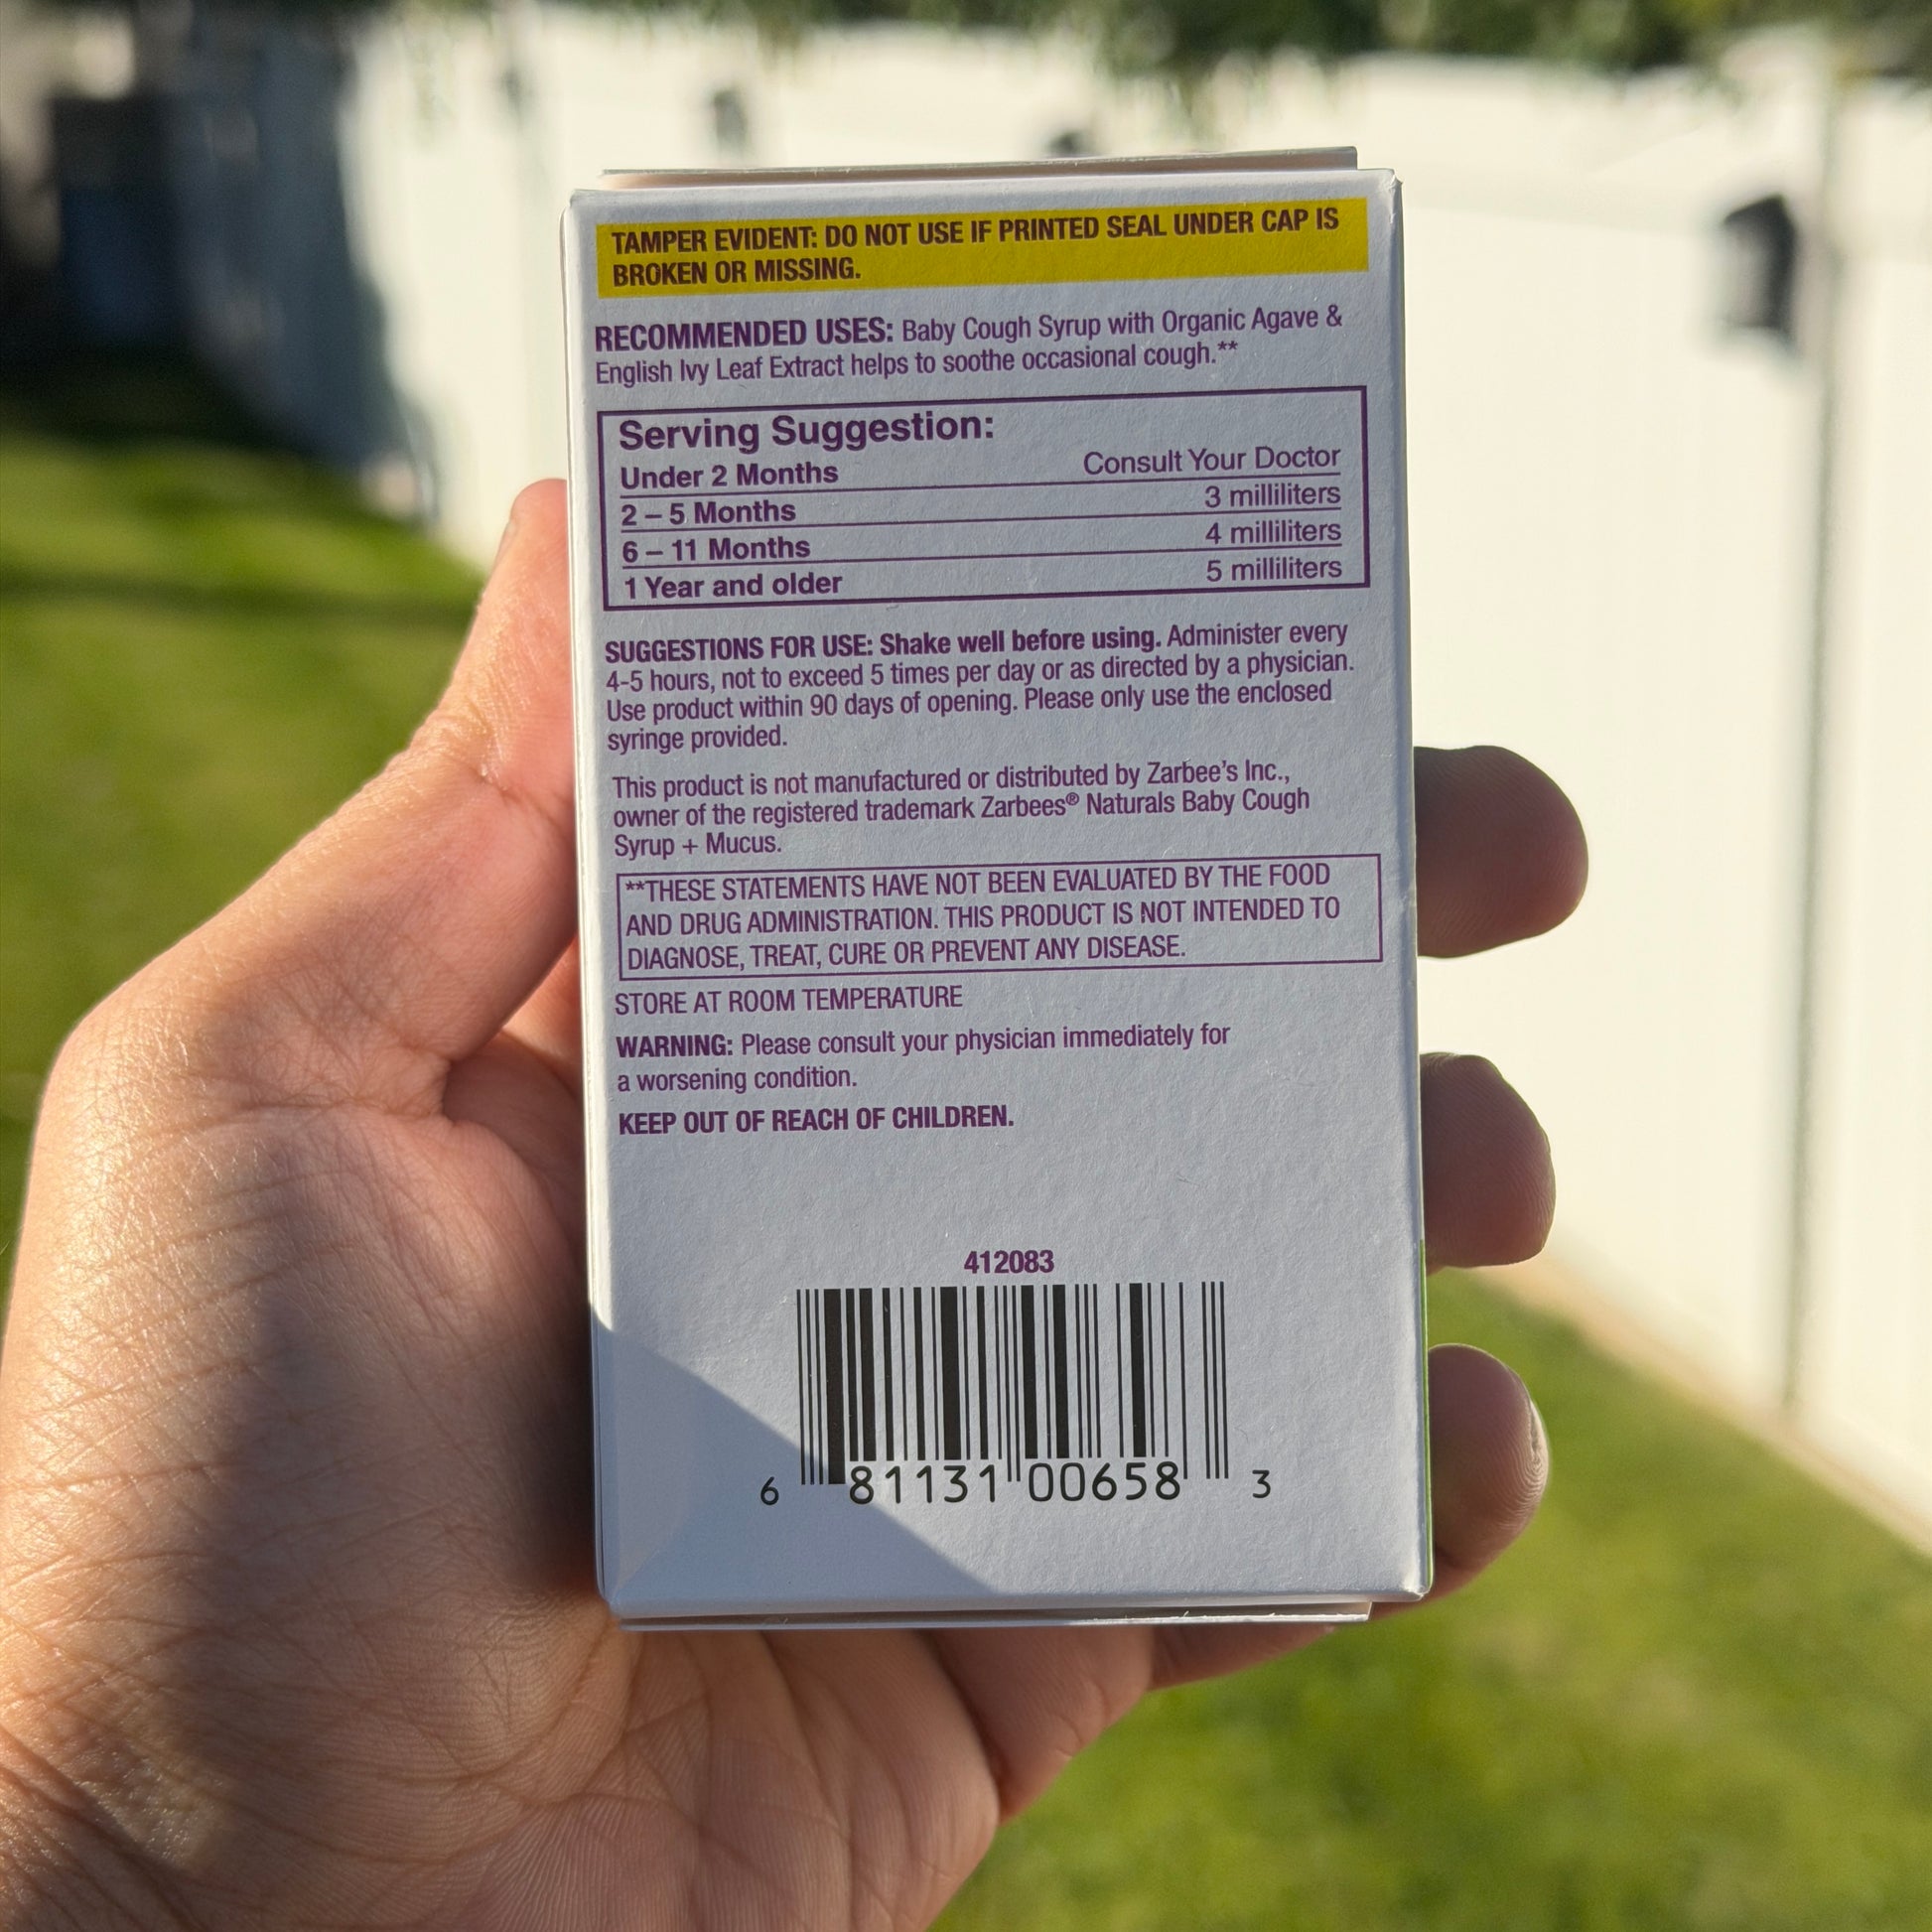 TAMPER EVIDENT: DO NOT USE IF PRINTED SEAL UNDER CAP IS
BROKEN OR MISSING.
RECOMMENDED USES: Baby Cough Syrup with Organic Agave &
English Ivy Leaf Extract helps to soothe occasional cough.**
Serving Suggestion:
Under 2 Months Consult Your Doctor
2 – 5 Months 3 milliliters
6 – 11 Months 4 milliliters
1 Year and older 5 milliliters
SUGGESTIONS FOR USE: Shake well before using. Administer every
4-5 hours, not to exceed 5 times per day or as directed by a physician.
Use product within 90 days of opening. Please only use the enclosed
syringe provided.
This product is not manufactured or distributed by Zarbee's Inc.,
owner of the registered trademark Zarbees® Naturals Baby Cough
Syrup + Mucus.
**THESE STATEMENTS HAVE NOT BEEN EVALUATED BY THE FOOD
AND DRUG ADMINISTRATION. THIS PRODUCT IS NOT INTENDED TO
DIAGNOSE, TREAT, CURE OR PREVENT ANY DISEASE.
STORE AT ROOM TEMPERATURE
WARNING: Please consult your physician immediately for
a worsening condition.
KEEP OUT OF REACH OF CHILDREN.
412083
6 81131 00658 3